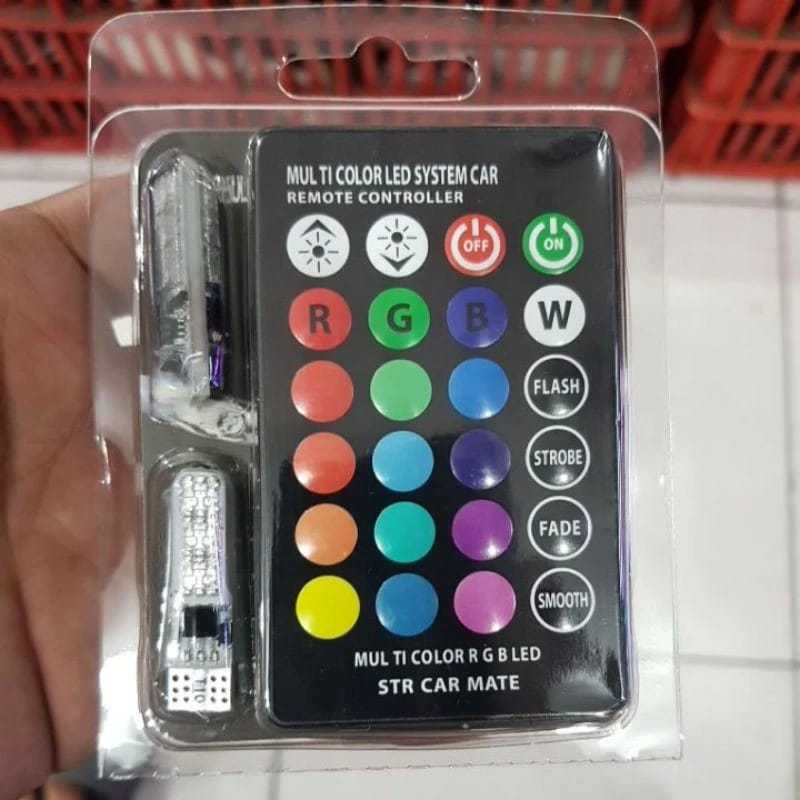 MUL TI COLOR LED SYSTEM CAR
REMOTE CONTROLLER
OFF ON
R G B W
FLASH
STROBE
FADE
SMOOTH
MUL TI COLOR R G B LED
STR CAR MATE